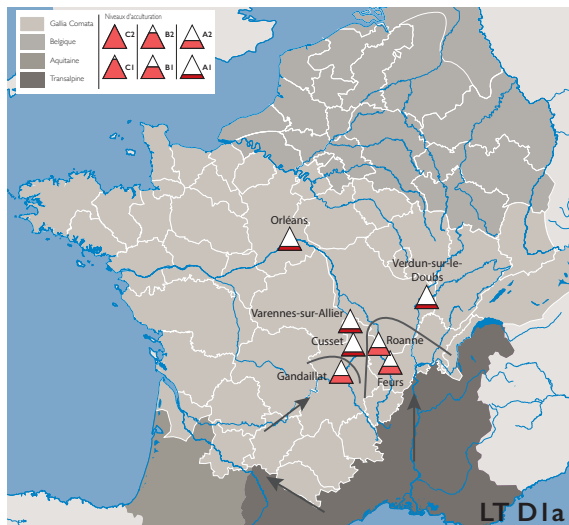 Gallia Comata
Belgique
Aquitaine
Transalpine
Niveaux d'acculturation
C2 B2 A2
C1 B1 A1
Orléans
Verdun-sur-le-
Doubs
Varennes-sur-Allier
Cusset
Roanne
Gandaillat
Feurs
LT D1a